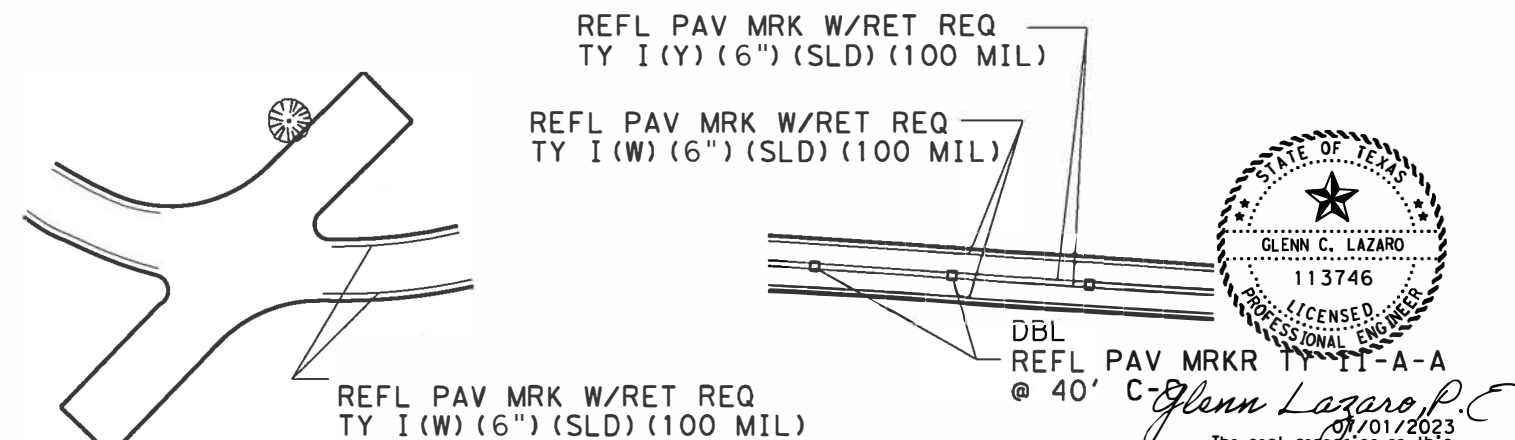 REFL PAV MRK W/RET REQ
TY I (Y) (6") (SLD) (100 MIL)
REFL PAV MRK W/RET REQ
TY I (W) (6") (SLD) (100 MIL)
STATE OF TEXAS
GLENN C. LAZARO
113746
LICENSED
PROFESSIONAL ENGINEER
DBL
REFL PAV MRKR TY II-A-A
@ 40' C-C
Glenn Lazaro, P.E
07/01/2023
REFL PAV MRK W/RET REQ
TY I (W) (6") (SLD) (100 MIL)